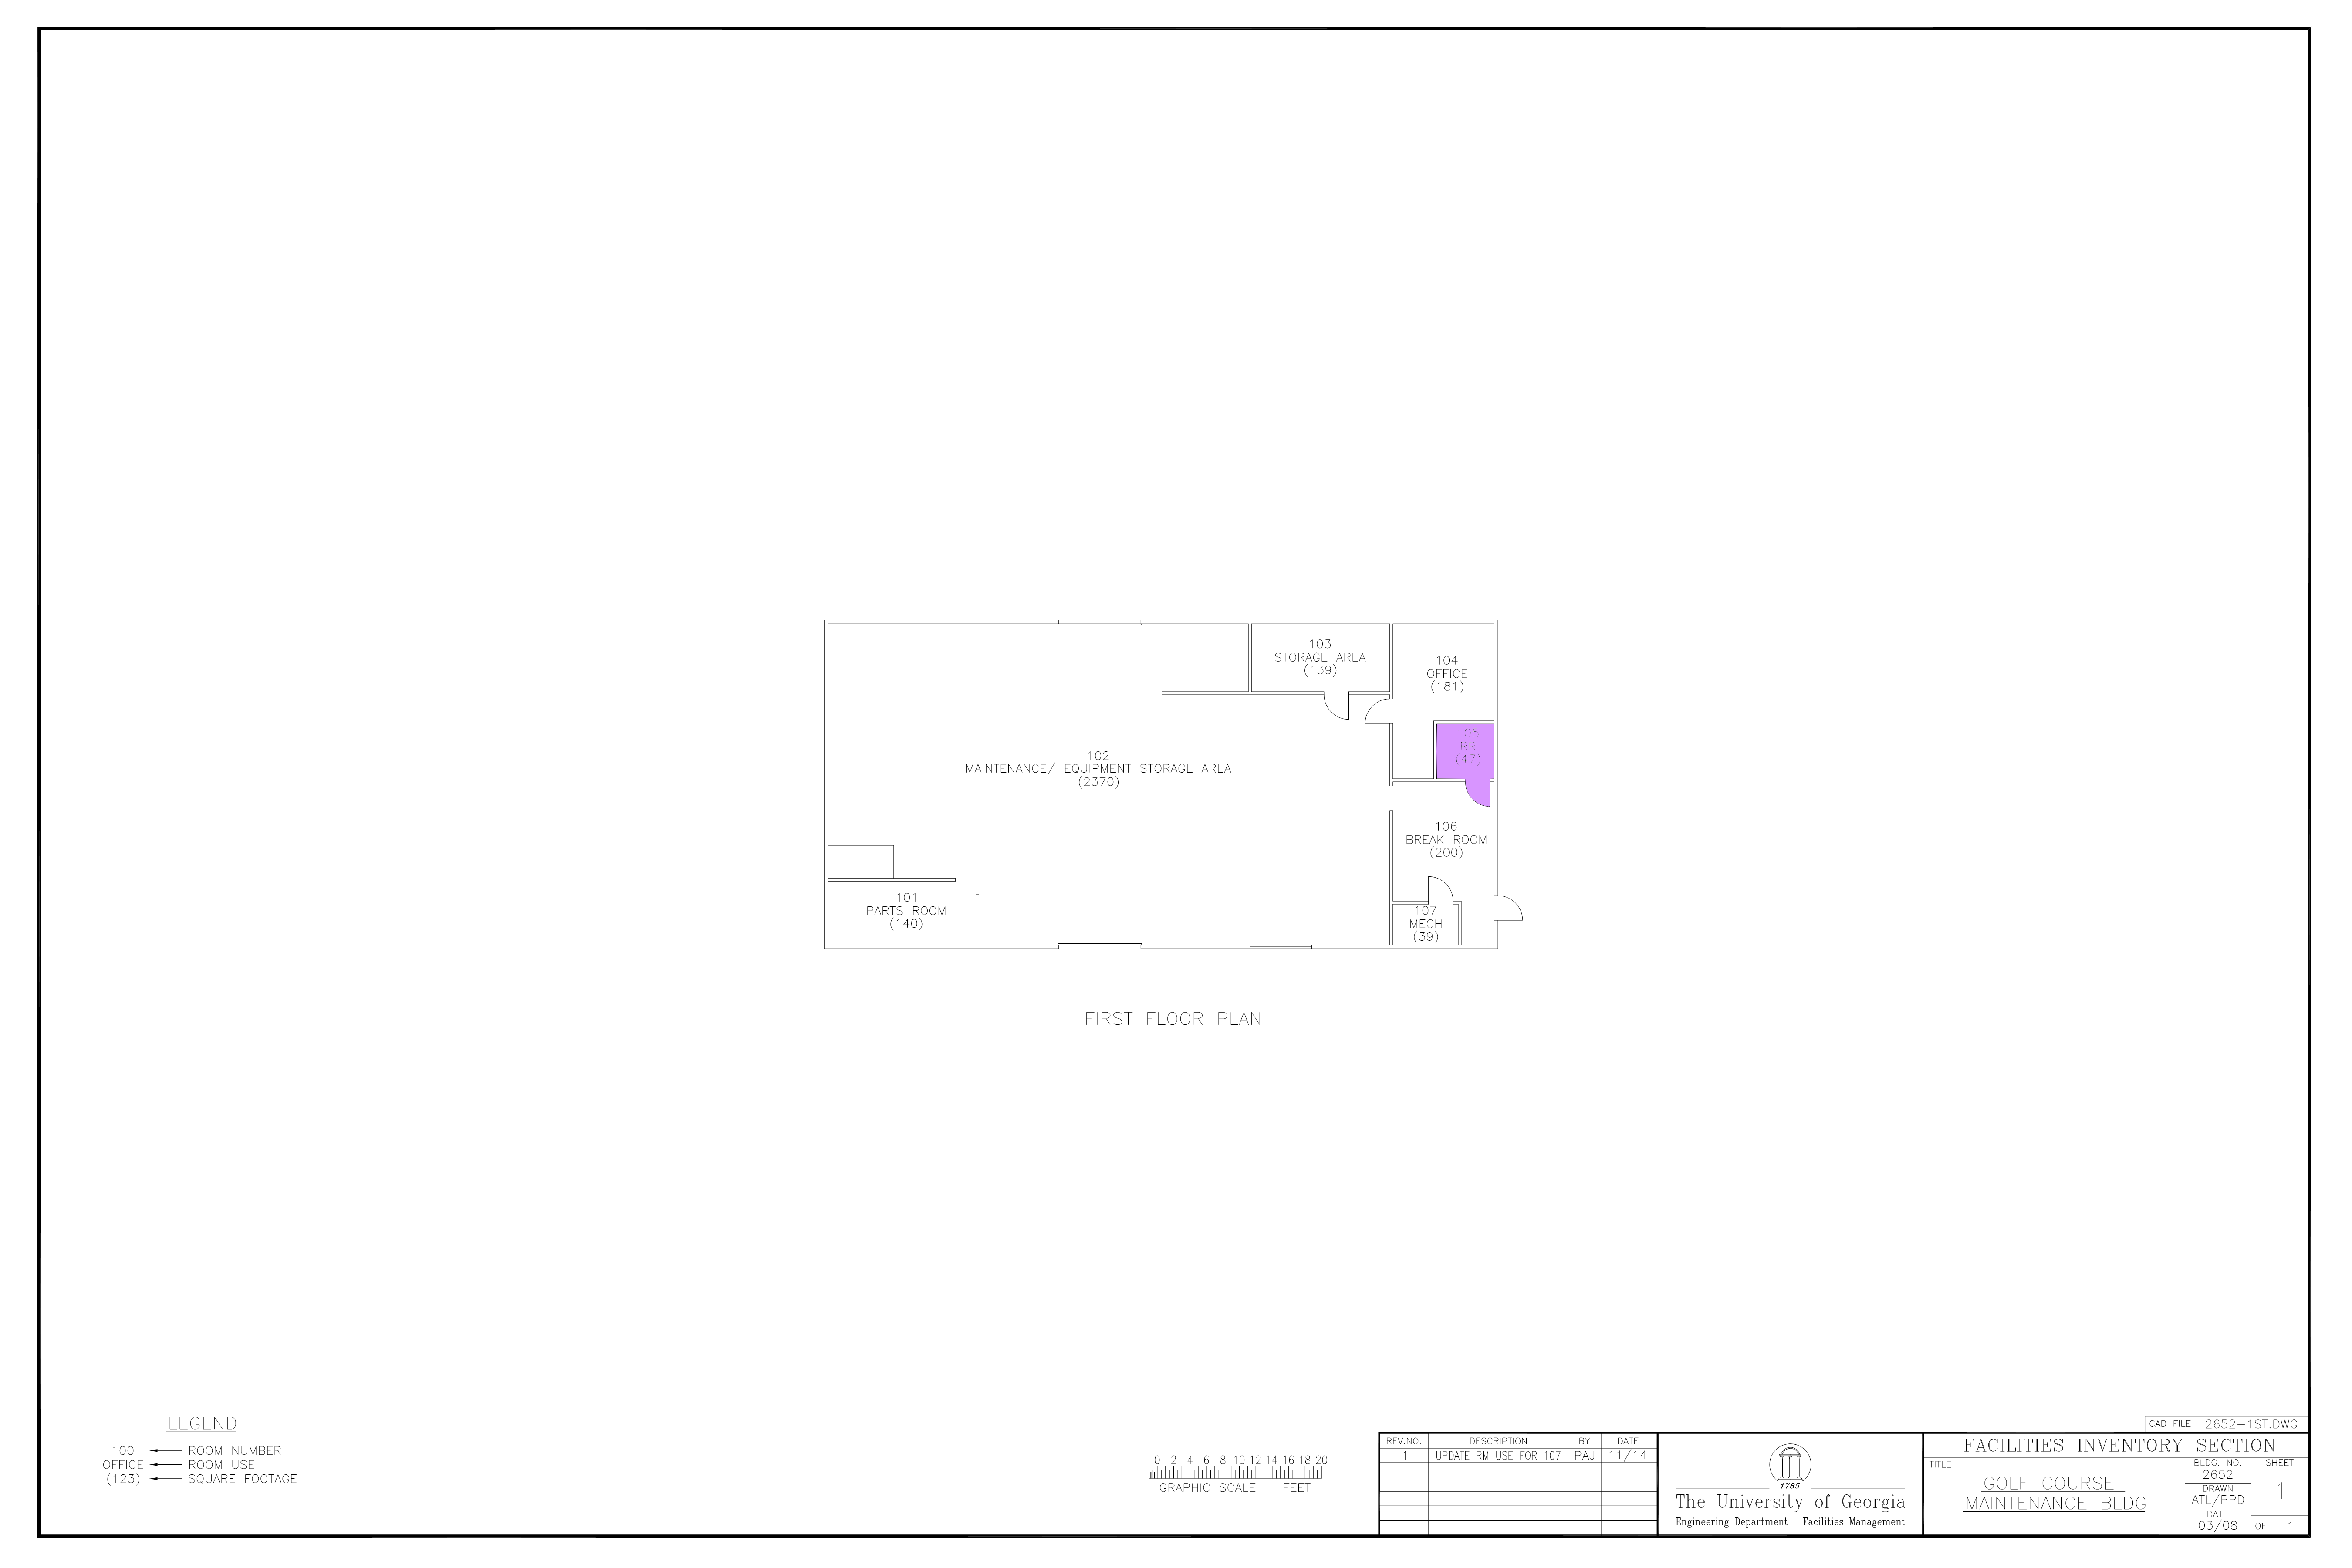 103
STORAGE AREA
(139)
104
OFFICE
(181)
105
RR
(47)
102
MAINTENANCE/ EQUIPMENT STORAGE AREA
(2370)
106
BREAK ROOM
(200)
101
PARTS ROOM
(140)
107
MECH
(39)
FIRST FLOOR PLAN
LEGEND
100 ROOM NUMBER
OFFICE ROOM USE
(123) SQUARE FOOTAGE
0 2 4 6 8 10 12 14 16 18 20
GRAPHIC SCALE - FEET
CAD FILE 2652-1ST.DWG
REV.NO. DESCRIPTION BY DATE
1 UPDATE RM USE FOR 107 PAJ 11/14
1785
The University of Georgia
Engineering Department Facilities Management
FACILITIES INVENTORY SECTION
TITLE
GOLF COURSE
MAINTENANCE BLDG
BLDG. NO.
2652
DRAWN
ATL/PPD
DATE
03/08
SHEET
1
OF 1